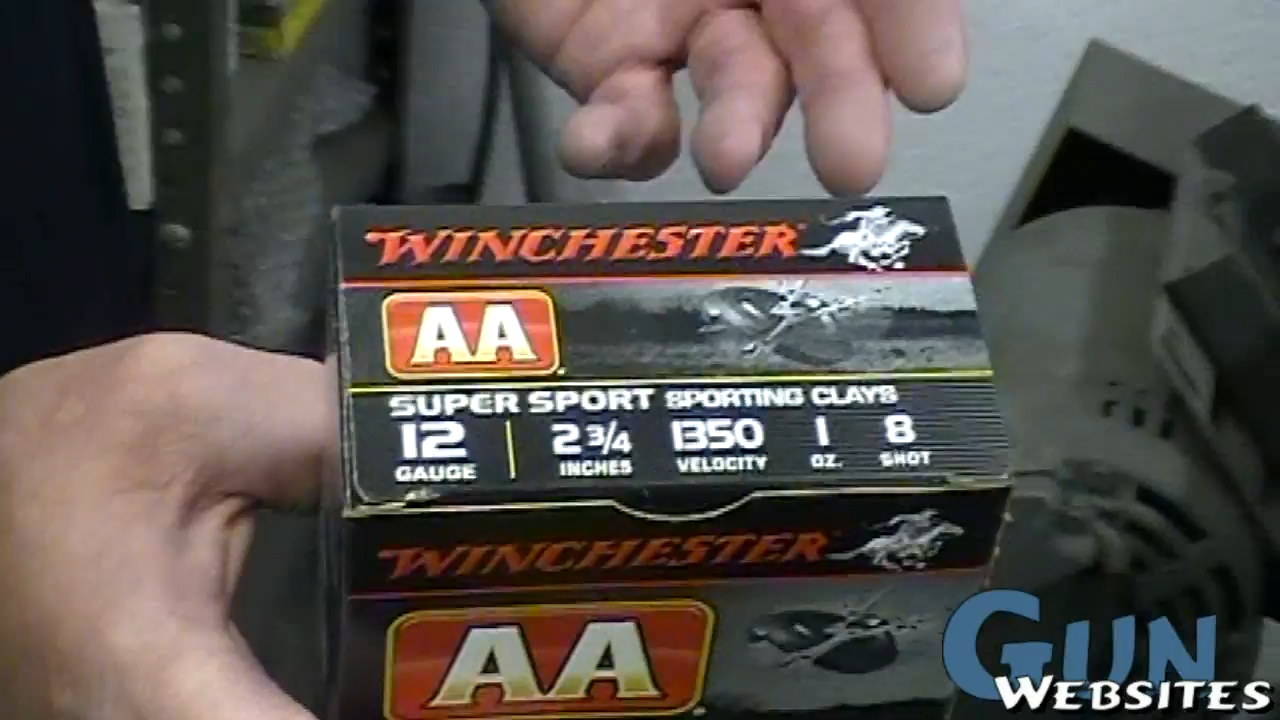 WINCHESTER
AA
SUPER SPORT SPORTING CLAYS
12 2 3/4 1350 1 8
GAUGE INCHES VELOCITY OZ. SHOT
WINCHESTER
AA
GUN
WEBSITES